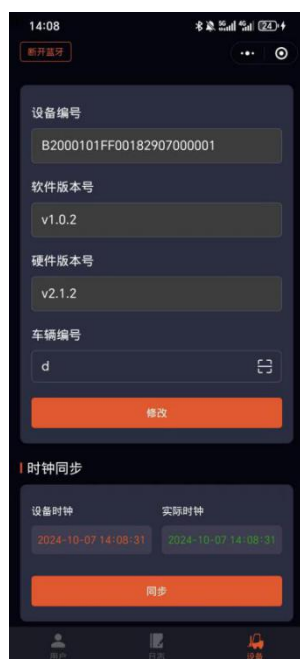 14:08
5G 4G 24
断开蓝牙
设备编号
B2000101FF00182907000001
软件版本号
v1.0.2
硬件版本号
v2.1.2
车辆编号
d
修改
时钟同步
设备时钟 实际时钟
2024-10-07 14:08:31 2024-10-07 14:08:31
同步
用户 日志 设备